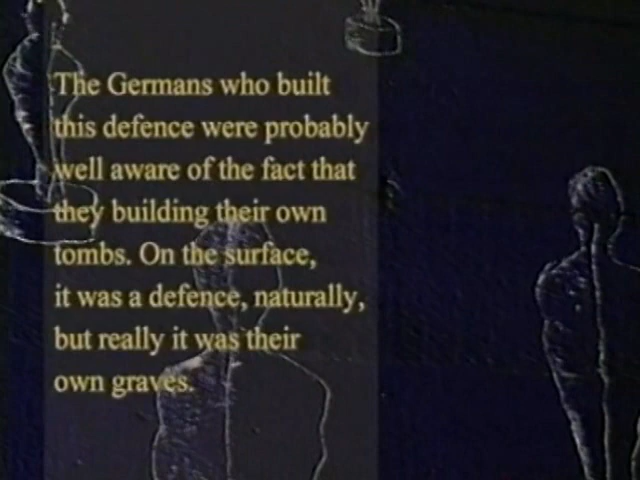 The Germans who built
this defence were probably
well aware of the fact that
they building their own
tombs. On the surface,
it was a defence, naturally,
but really it was their
own graves.